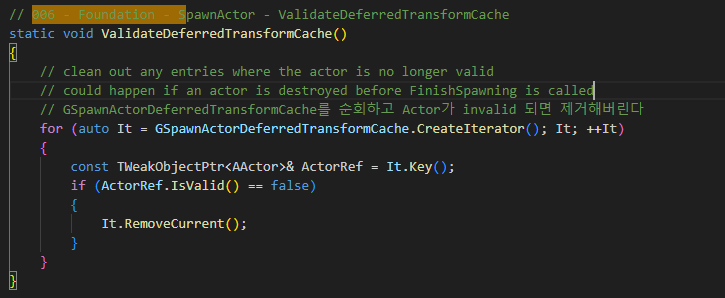 // 006 - Foundation - SpawnActor - ValidateDeferredTransformCache
static void ValidateDeferredTransformCache()
{
    // clean out any entries where the actor is no longer valid
    // could happen if an actor is destroyed before FinishSpawning is called
    // GSpawnActorDeferredTransformCache를 순회하고 Actor가 invalid 되면 제거해버린다
    for (auto It = GSpawnActorDeferredTransformCache.CreateIterator(); It; ++It)
    {
        const TWeakObjectPtr<AActor>& ActorRef = It.Key();
        if (ActorRef.IsValid() == false)
        {
            It.RemoveCurrent();
        }
    }
}